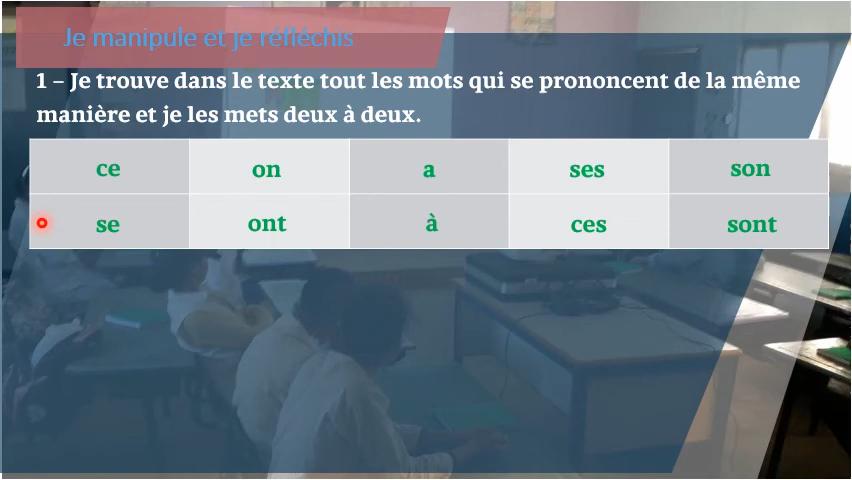 Je manipule et je réfléchis
1 – Je trouve dans le texte tout les mots qui se prononcent de la même
manière et je les mets deux à deux.
ce on a ses son
se ont à ces sont